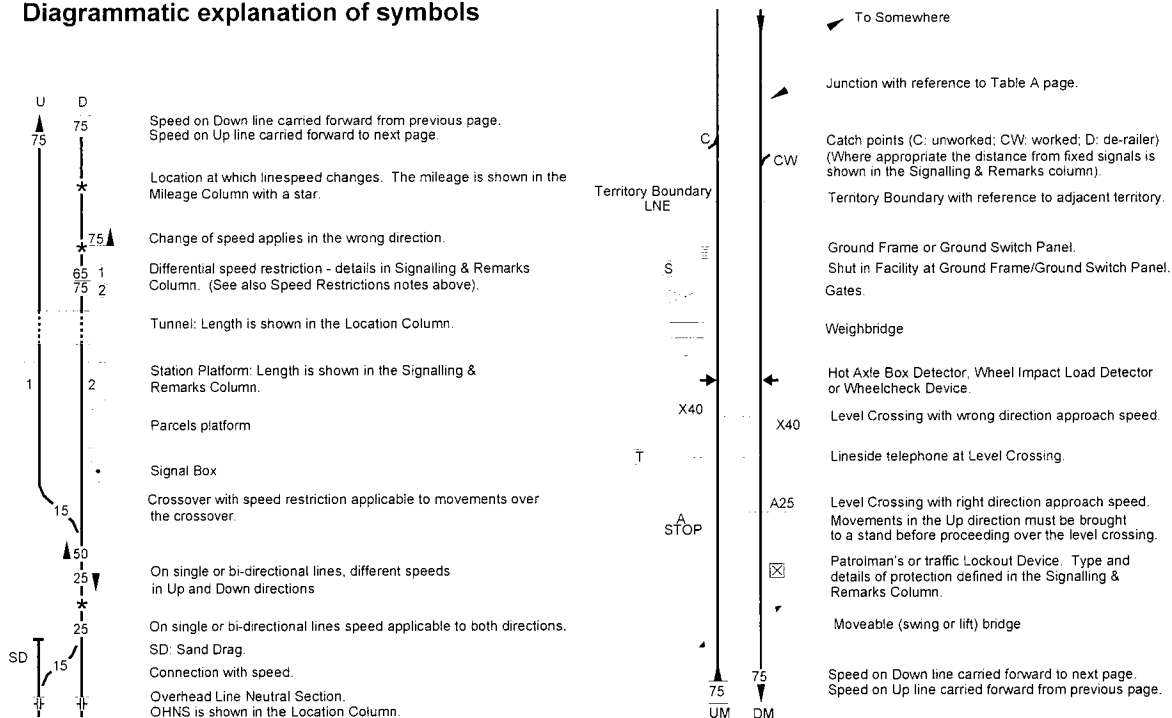 Diagrammatic explanation of symbols
U D
75
75
Speed on Down line carried forward from previous page.
Speed on Up line carried forward to next page.
Location at which linespeed changes. The mileage is shown in the
Mileage Column with a star.
75
Change of speed applies in the wrong direction.
65 1
75 2
Differential speed restriction - details in Signalling & Remarks
Column. (See also Speed Restrictions notes above).
Tunnel: Length is shown in the Location Column.
1 2
Station Platform: Length is shown in the Signalling &
Remarks Column.
Parcels platform
Signal Box
15
Crossover with speed restriction applicable to movements over
the crossover.
50
25
On single or bi-directional lines, different speeds
in Up and Down directions
25
On single or bi-directional lines speed applicable to both directions.
SD
SD: Sand Drag.
15
Connection with speed.
Overhead Line Neutral Section.
OHNS is shown in the Location Column.
To Somewhere
Junction with reference to Table A page.
C
CW
Catch points (C: unworked; CW: worked; D: de-railer)
(Where appropriate the distance from fixed signals is
shown in the Signalling & Remarks column).
Territory Boundary
LNE
Territory Boundary with reference to adjacent territory.
Ground Frame or Ground Switch Panel.
S
Shut in Facility at Ground Frame/Ground Switch Panel.
Gates.
Weighbridge
Hot Axle Box Detector, Wheel Impact Load Detector
or Wheelcheck Device.
X40
X40
Level Crossing with wrong direction approach speed.
T
Lineside telephone at Level Crossing.
A25
Level Crossing with right direction approach speed.
A
STOP
Movements in the Up direction must be brought
to a stand before proceeding over the level crossing.
Patrolman's or traffic Lockout Device. Type and
details of protection defined in the Signalling &
Remarks Column.
Moveable (swing or lift) bridge
75
75
Speed on Down line carried forward to next page.
Speed on Up line carried forward from previous page.
UM DM